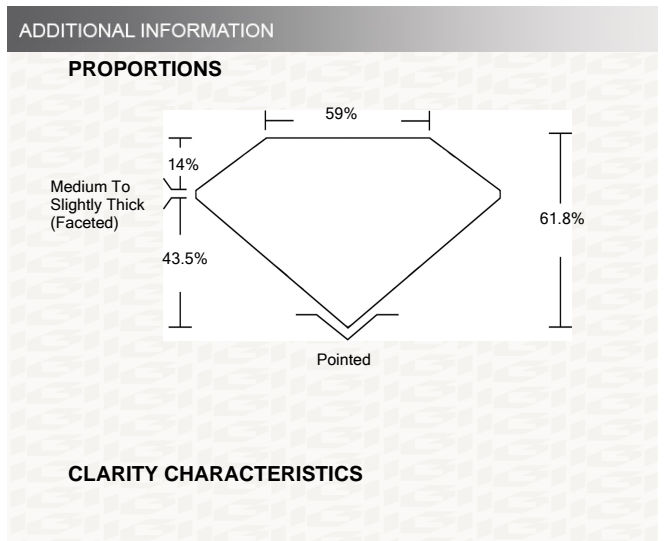 ADDITIONAL INFORMATION
PROPORTIONS
59%
14%
Medium To
Slightly Thick
(Faceted)
61.8%
43.5%
Pointed
CLARITY CHARACTERISTICS